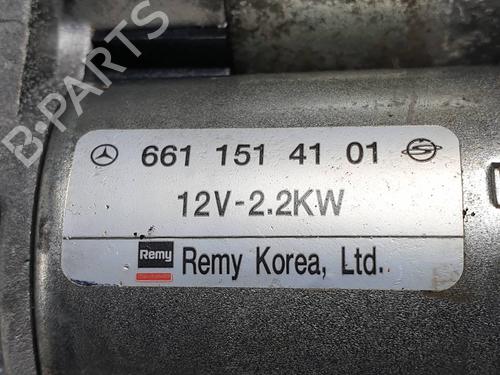 B-PARTS
661 151 41 01
12V-2.2KW
Remy Remy Korea, Ltd.